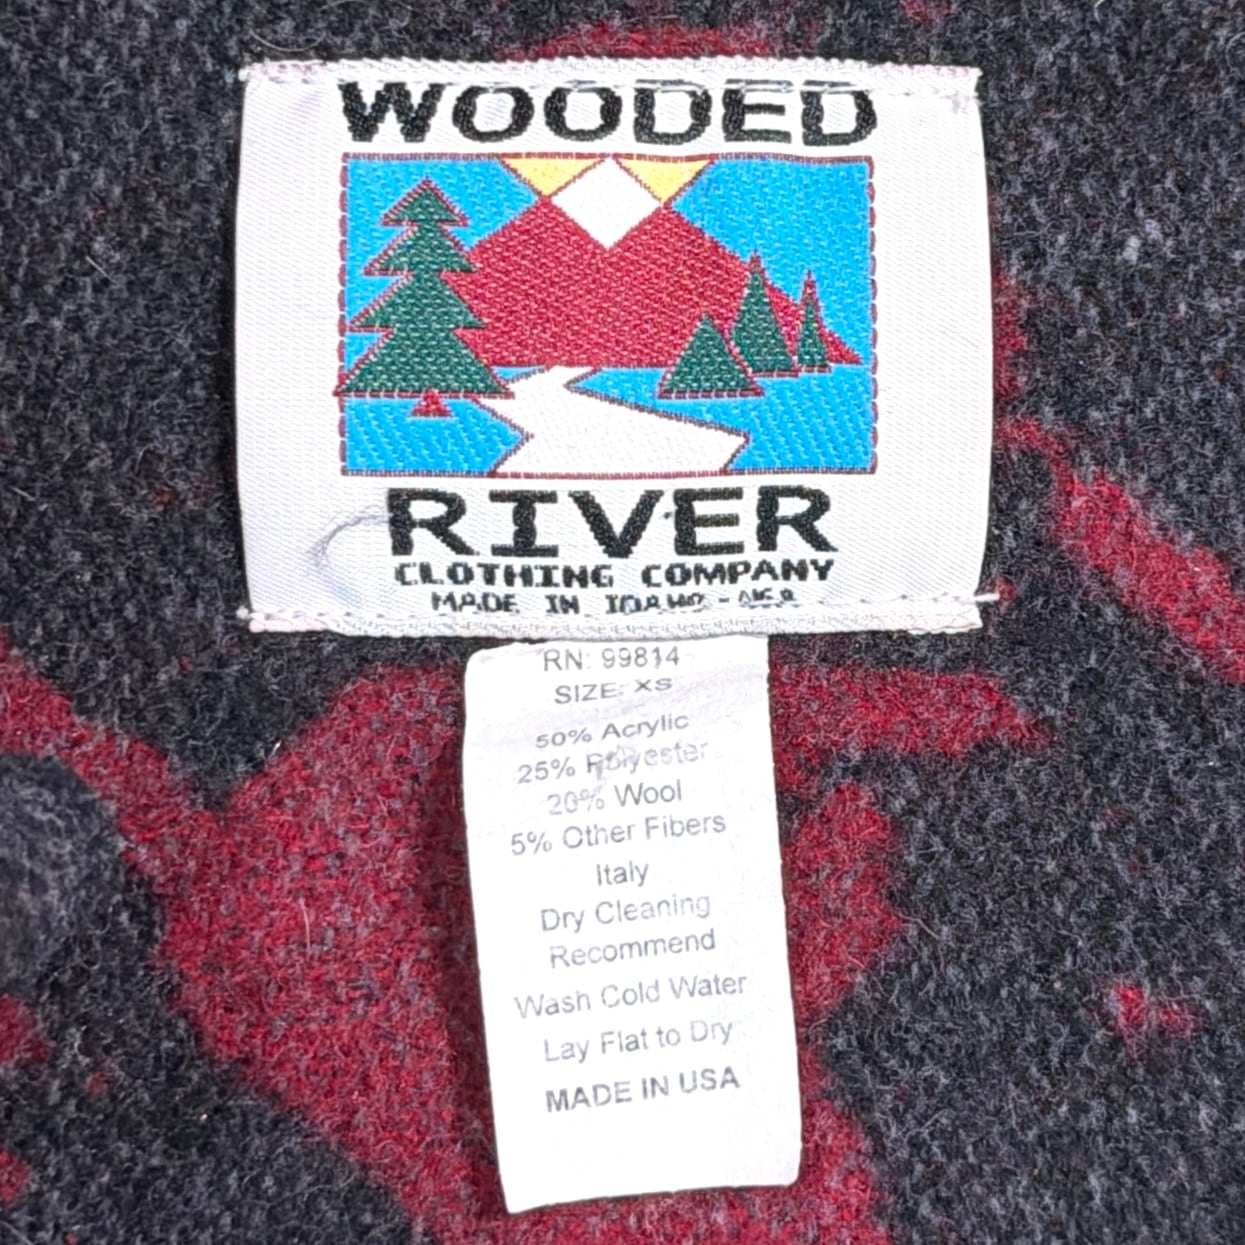 WOODED
RIVER
CLOTHING COMPANY
MADE IN IDAHO - USA
RN: 99814
SIZE: XS
50% Acrylic
25% Polyester
20% Wool
5% Other Fibers
Italy
Dry Cleaning
Recommend
Wash Cold Water
Lay Flat to Dry
MADE IN USA